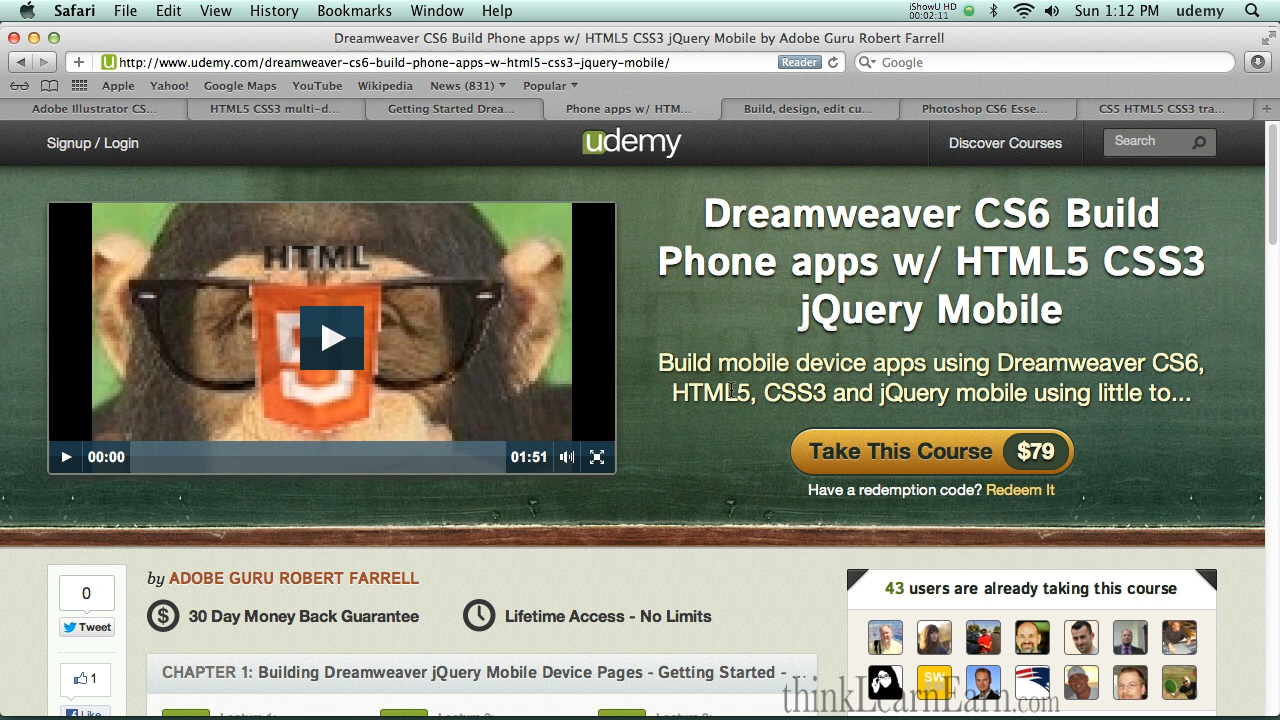 Safari File Edit View History Bookmarks Window Help iShowU HD 00:02:11 Sun 1:12 PM udemy
Dreamweaver CS6 Build Phone apps w/ HTML5 CSS3 jQuery Mobile by Adobe Guru Robert Farrell
http://www.udemy.com/dreamweaver-cs6-build-phone-apps-w-html5-css3-jquery-mobile/ Reader Google
Apple Yahoo! Google Maps YouTube Wikipedia News (831) Popular
Adobe Illustrator CS... HTML5 CSS3 multi-d... Getting Started Drea... Phone apps w/ HTM... Build, design, edit cu... Photoshop CS6 Esse... CS5 HTML5 CSS3 tra...
Signup / Login udemy Discover Courses Search
HTML
5
00:00 01:51
Dreamweaver CS6 Build
Phone apps w/ HTML5 CSS3
jQuery Mobile
Build mobile device apps using Dreamweaver CS6,
HTML5, CSS3 and jQuery mobile using little to...
Take This Course $79
Have a redemption code? Redeem It
0
Tweet
1
Like
by ADOBE GURU ROBERT FARRELL
30 Day Money Back Guarantee Lifetime Access - No Limits
CHAPTER 1: Building Dreamweaver jQuery Mobile Device Pages - Getting Started - ...
43 users are already taking this course
SW
thinkLearnEarn.com